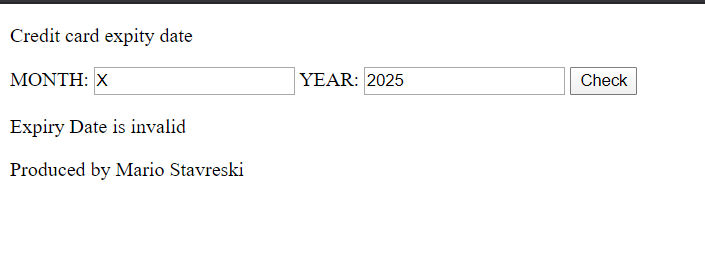 Credit card expity date
MONTH: X YEAR: 2025 Check
Expiry Date is invalid
Produced by Mario Stavreski